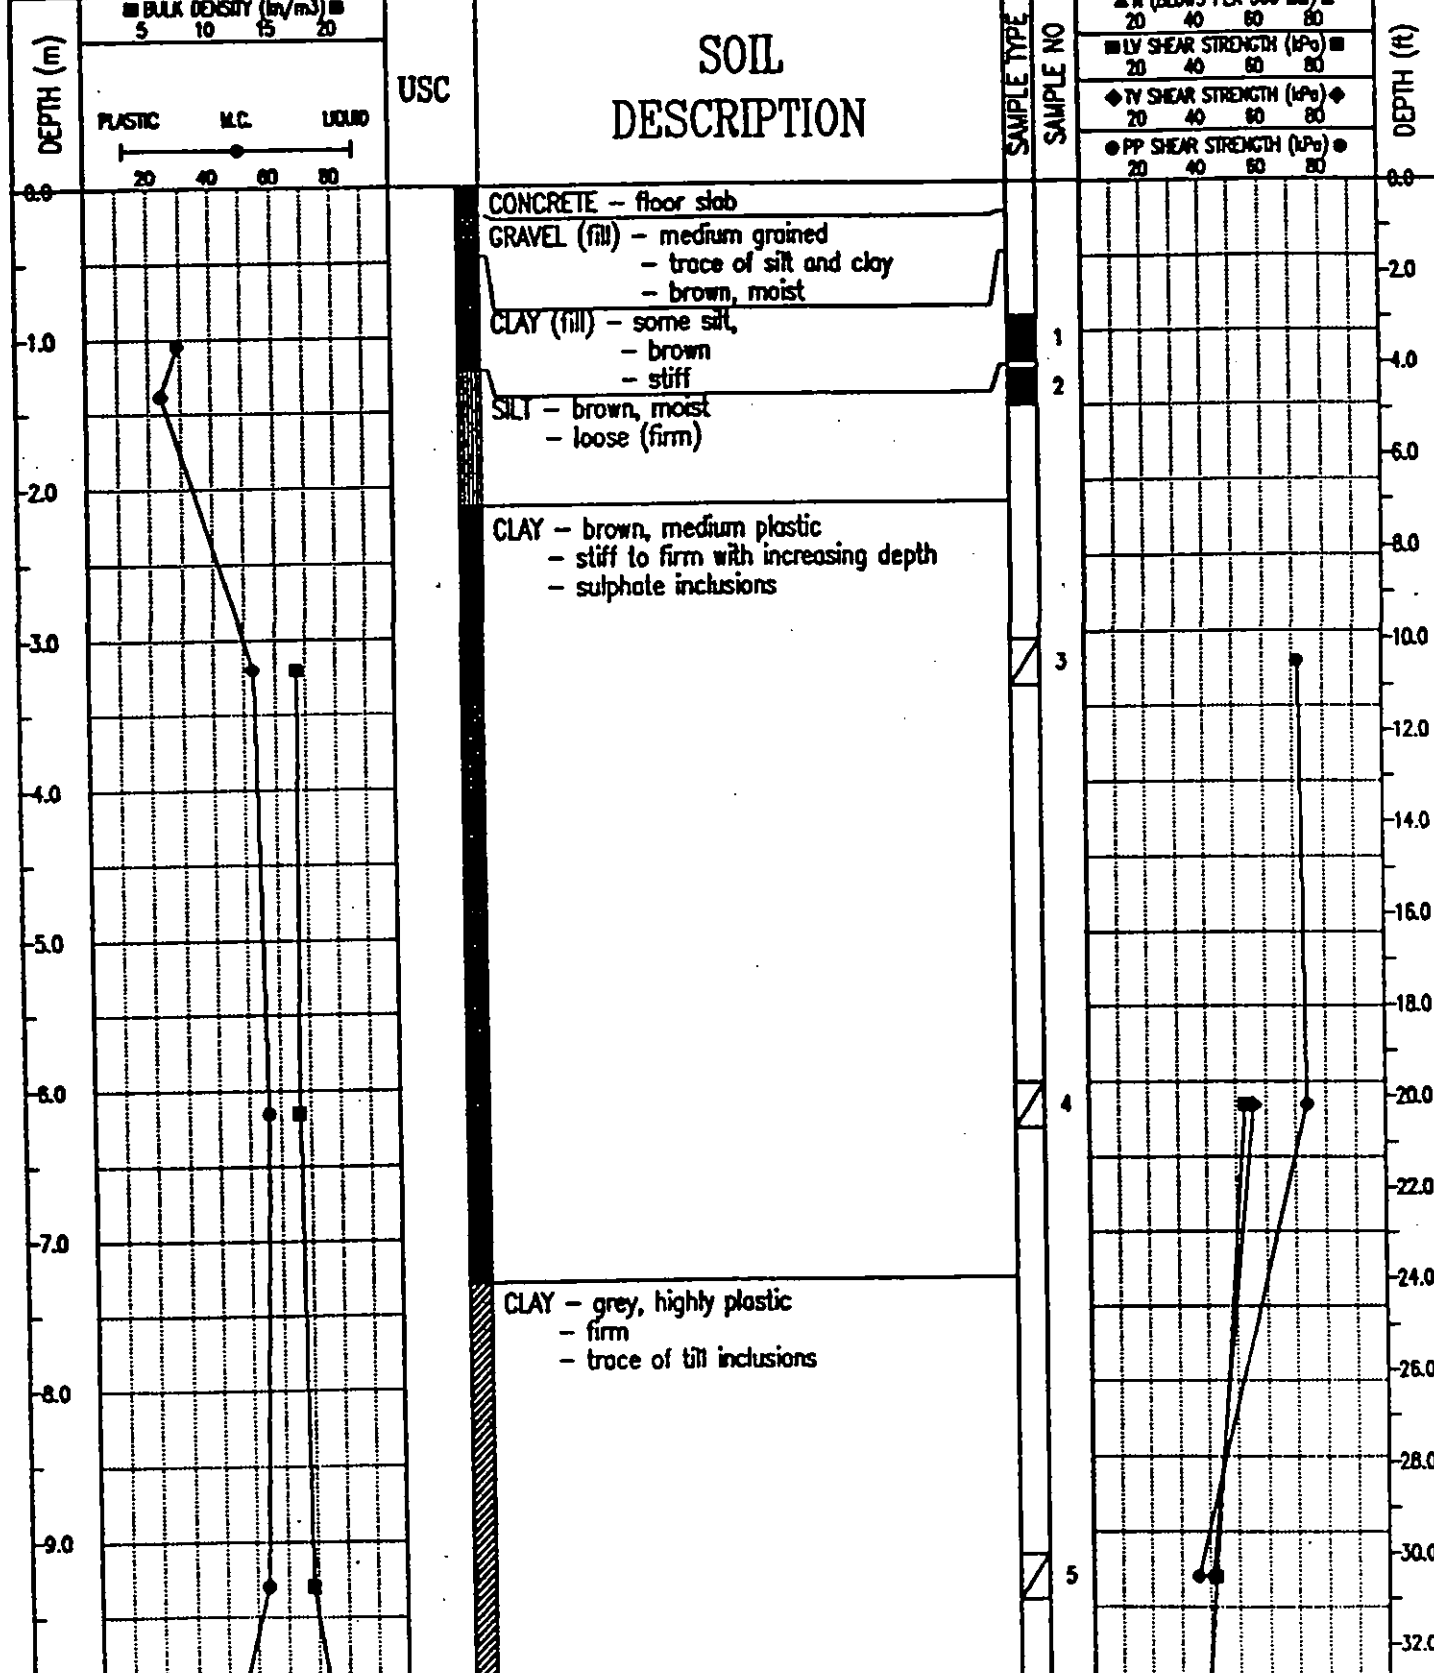 ■ BULK DENSITY (kn/m3) ■
5 10 15 20
DEPTH (m)
PLASTIC M.C. LIQUID
20 40 60 80
USC
SOIL
DESCRIPTION
SAMPLE TYPE
SAMPLE NO
20 40 60 80
■ LV SHEAR STRENGTH (kPa) ■
20 40 60 80
◆ TV SHEAR STRENGTH (kPa) ◆
20 40 60 80
● PP SHEAR STRENGTH (kPa) ●
20 40 60 80
DEPTH (ft)
0.0
1.0
2.0
3.0
4.0
5.0
6.0
7.0
8.0
9.0
CONCRETE – floor slab
GRAVEL (fill) – medium grained
– trace of silt and clay
– brown, moist
CLAY (fill) – some silt,
– brown
– stiff
SILT – brown, moist
– loose (firm)
CLAY – brown, medium plastic
– stiff to firm with increasing depth
– sulphate inclusions
CLAY – grey, highly plastic
– firm
– trace of till inclusions
1
2
3
4
5
0.0
2.0
4.0
6.0
8.0
10.0
12.0
14.0
16.0
18.0
20.0
22.0
24.0
26.0
28.0
30.0
32.0